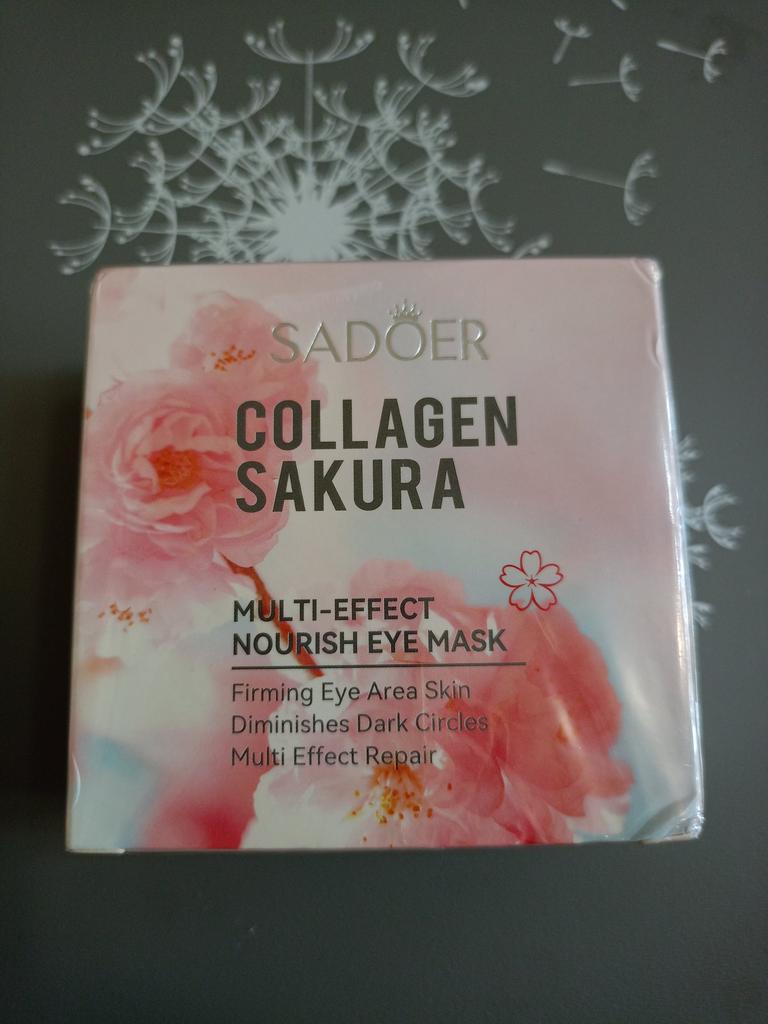 SADOER
COLLAGEN
SAKURA
MULTI-EFFECT
NOURISH EYE MASK
Firming Eye Area Skin
Diminishes Dark Circles
Multi Effect Repair